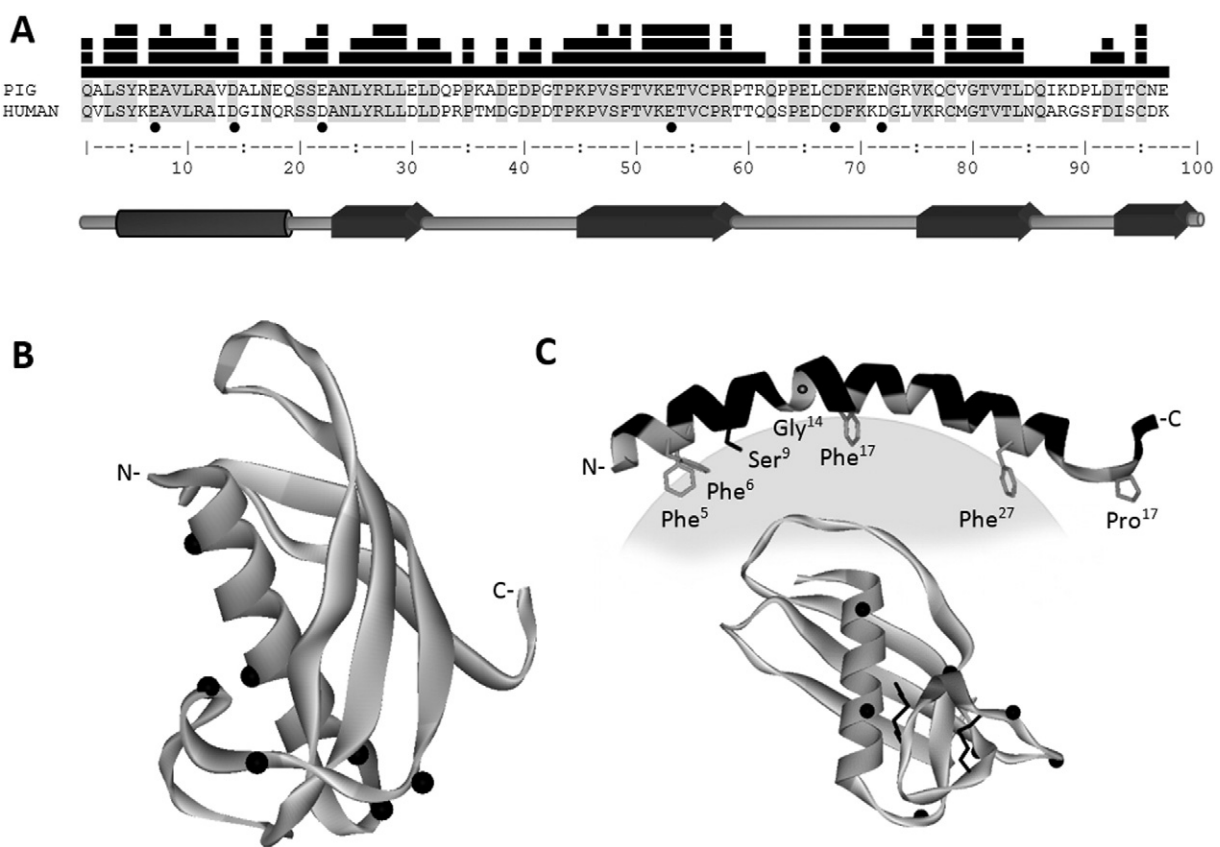 A
PIG QALSYREAVLRAVDALNEQSSEANLYRLLELDQPPKADEDPGTPKPVSFTVKETVCPRPTRQPPELCDFKENGRVKQCVGTVTLDQIKDPLDITCNE
HUMAN QVLSYKEAVLRAIDGINQRSSDANLYRLLDLDPRPTMDGDPDTPKPVSFTVKETVCPRTTQQSPEDCDFKKDGLVKRCMGTVTLNQARGSFDISCDK
|---:----|----:----|----:----|----:----|----:----|----:----|----:----|----:----|----:----|----:----|
10 20 30 40 50 60 70 80 90 100
B
N-
C-
C
N-
-C
Phe⁵
Phe⁶
Ser⁹
Gly¹⁴
Phe¹⁷
Phe²⁷
Pro¹⁷